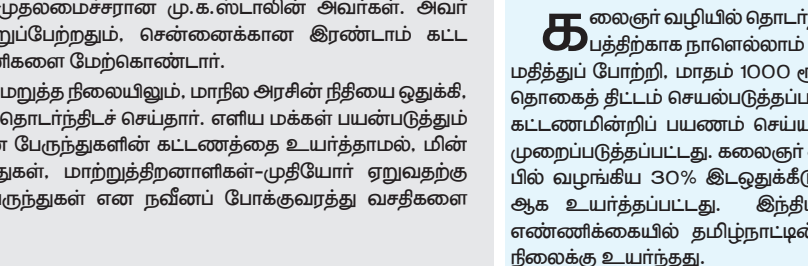 முதலமைச்சரான மு.க.ஸ்டாலின் அவர்கள். அவர்
றுப்பேற்றதும், சென்னைக்கான இரண்டாம் கட்ட
ணிகளை மேற்கொண்டார்.
மறுத்த நிலையிலும், மாநில அரசின் நிதியை ஒதுக்கி,
தொடர்ந்திடச் செய்தார். எளிய மக்கள் பயன்படுத்தும்
ன பேருந்துகளின் கட்டணத்தை உயர்த்தாமல், மின்
துகள், மாற்றுத்திறனாளிகள்-முதியோர் ஏறுவதற்கு
ருந்துகள் என நவீனப் போக்குவரத்து வசதிகளை
கலைஞர் வழியில் தொடர்
பத்திற்காக நாளெல்லாம்
மதித்துப் போற்றி, மாதம் 1000 ரூ
தொகைத் திட்டம் செயல்படுத்தப்ப
கட்டணமின்றிப் பயணம் செய்ய
முறைப்படுத்தப்பட்டது. கலைஞர்
பில் வழங்கிய 30% இடஒதுக்கீடு
ஆக உயர்த்தப்பட்டது. இந்தி
எண்ணிக்கையில் தமிழ்நாட்டின்
நிலைக்கு உயர்ந்தது.